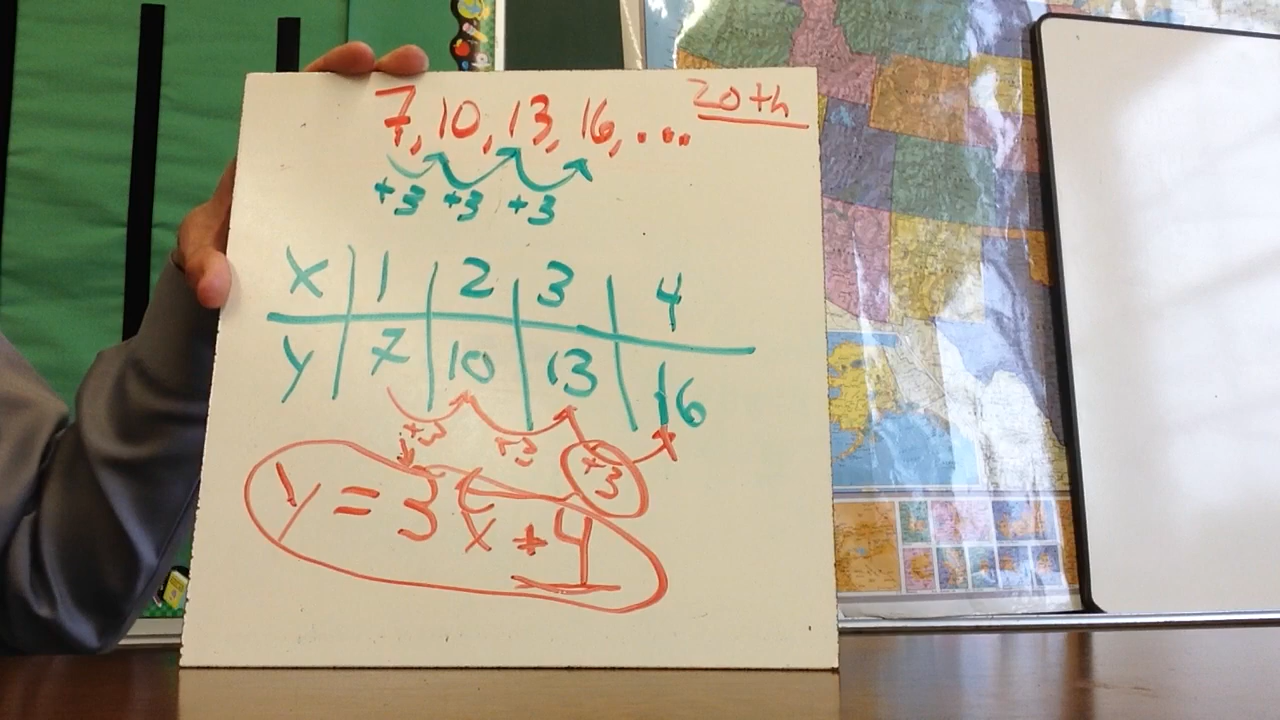 7, 10, 13, 16, ... 20th
+3 +3 +3
x 1 2 3 4
y 7 10 13 16
+3 +3 +3
y = 3x + 4